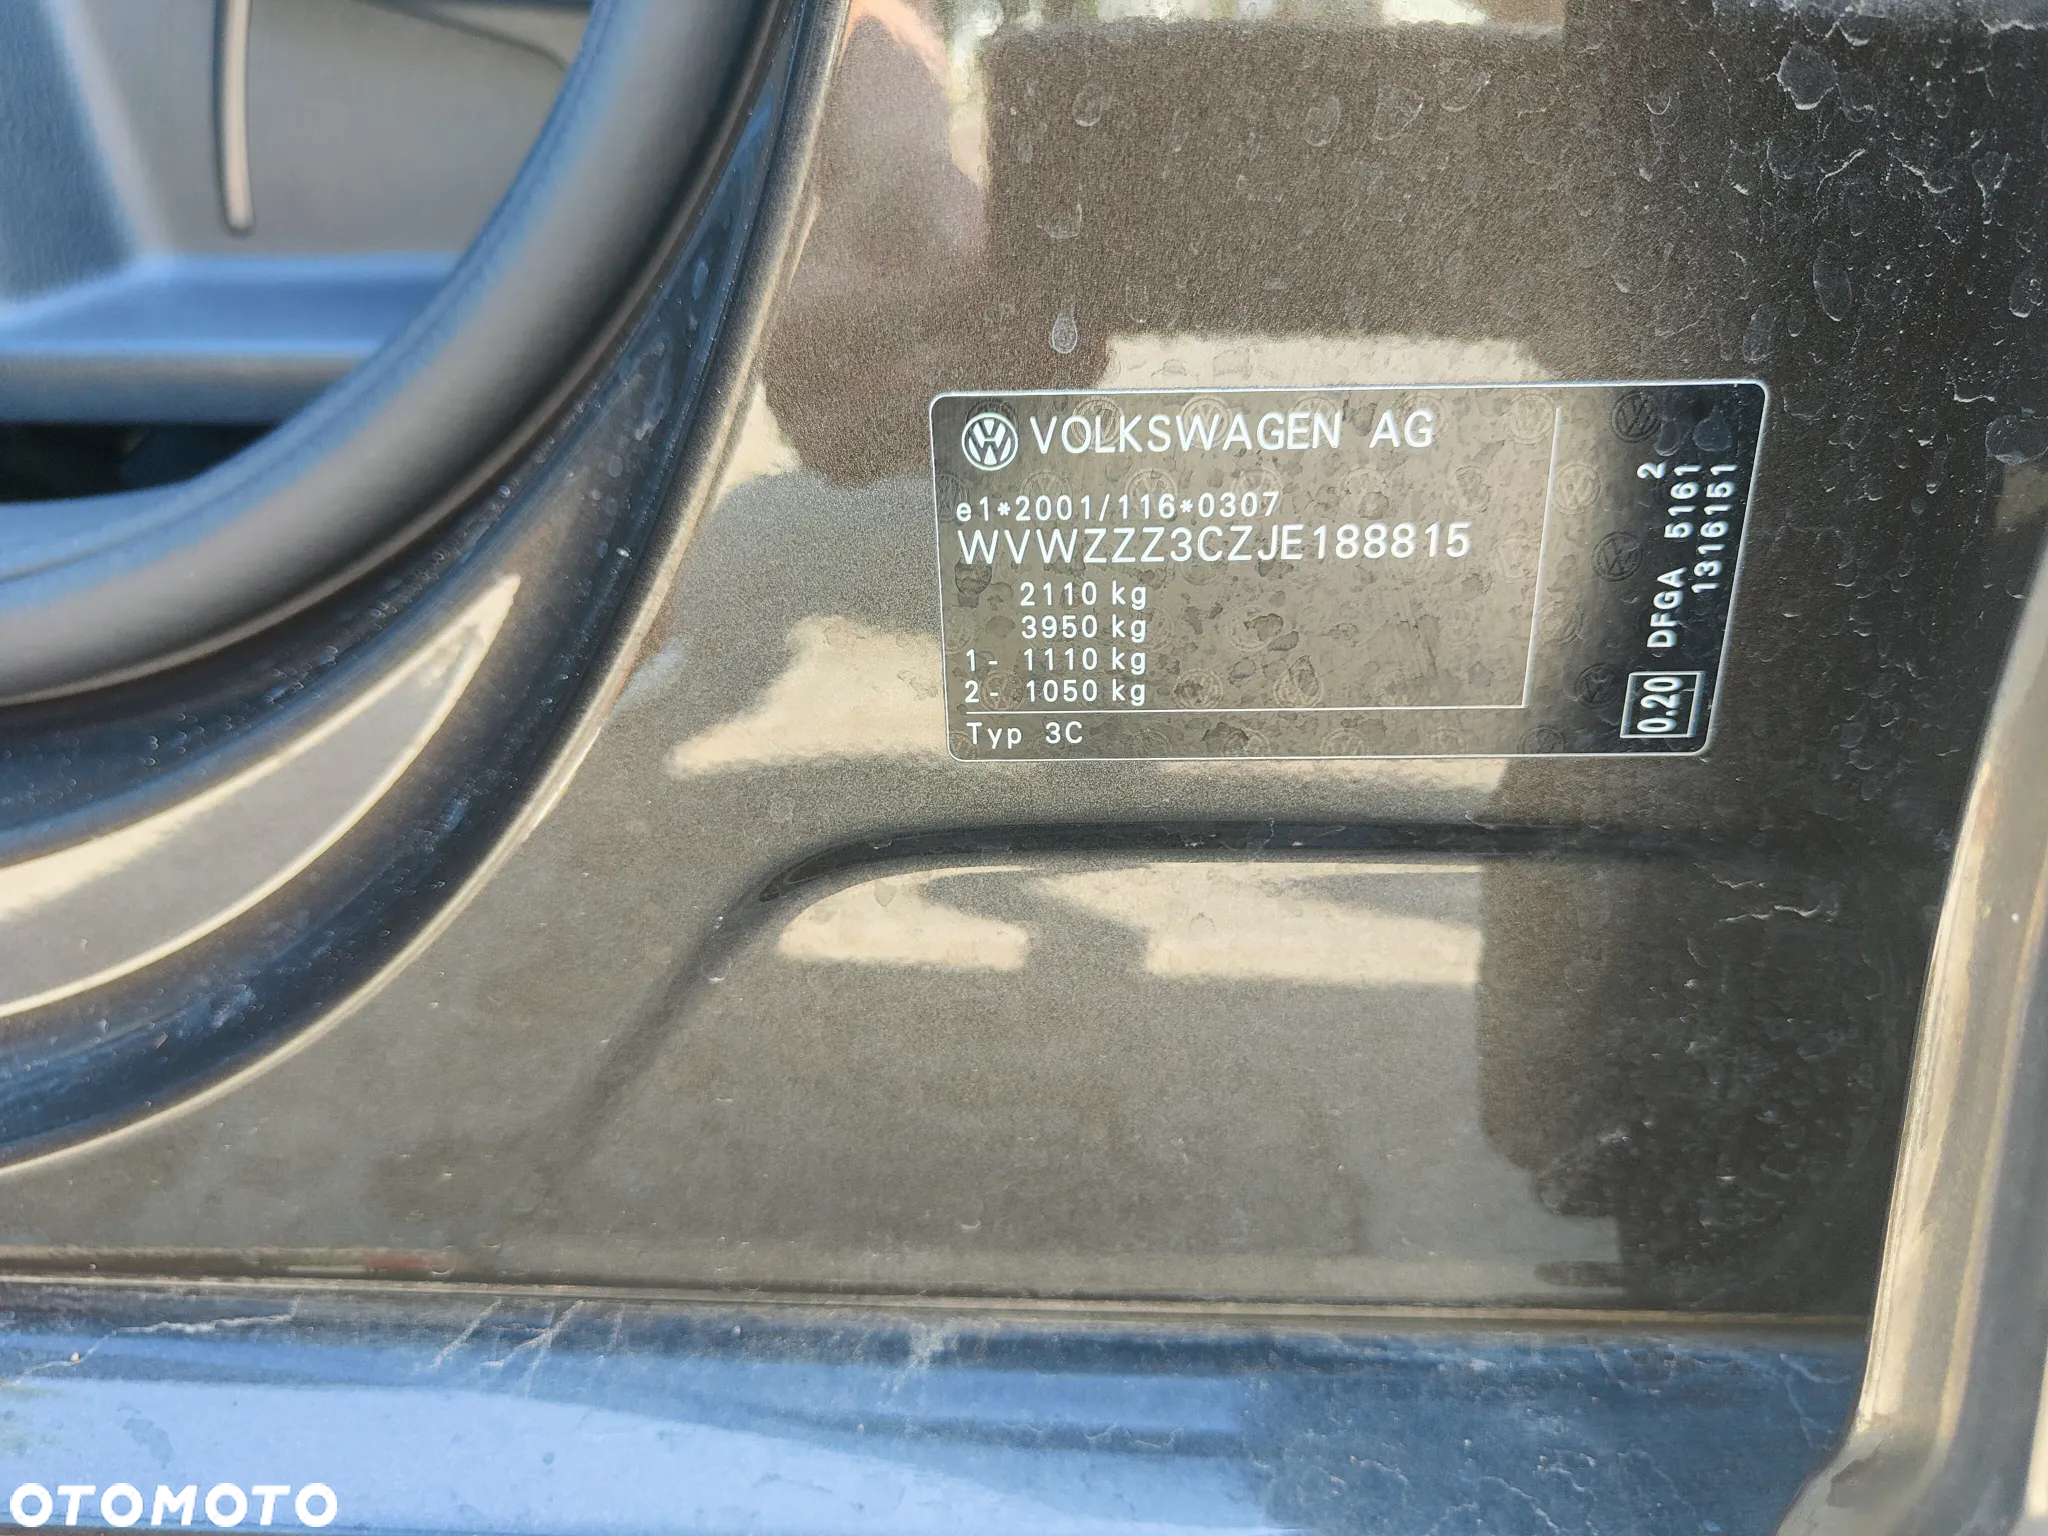 VOLKSWAGEN AG
e1*2001/116*0307
WVWZZZ3CZJE188815
2110 kg
3950 kg
1- 1110 kg
2- 1050 kg
Typ 3C
2
DFGA 5161
1316151
0.20
OTOMOTO